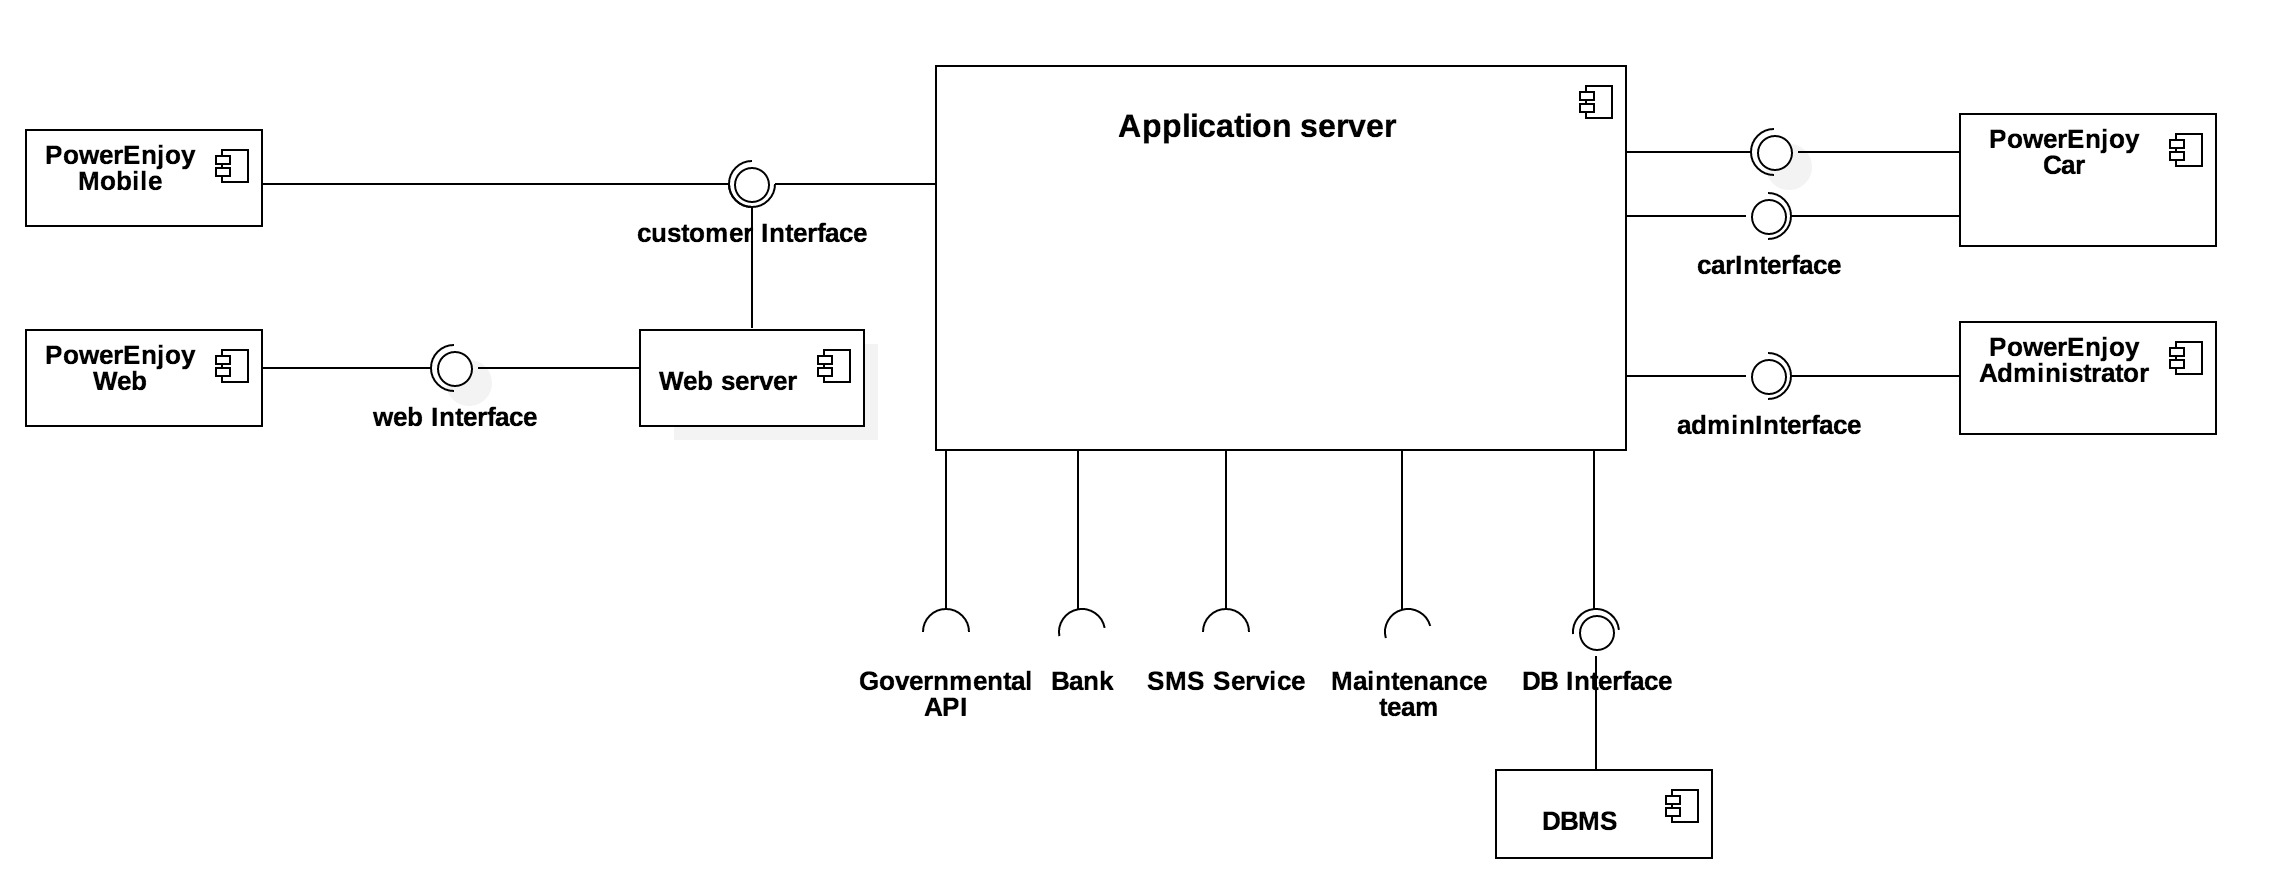 Application server
PowerEnjoy
Mobile
customer Interface
PowerEnjoy
Car
carInterface
PowerEnjoy
Web
web Interface
Web server
PowerEnjoy
Administrator
adminInterface
Governmental
API
Bank
SMS Service
Maintenance
team
DB Interface
DBMS